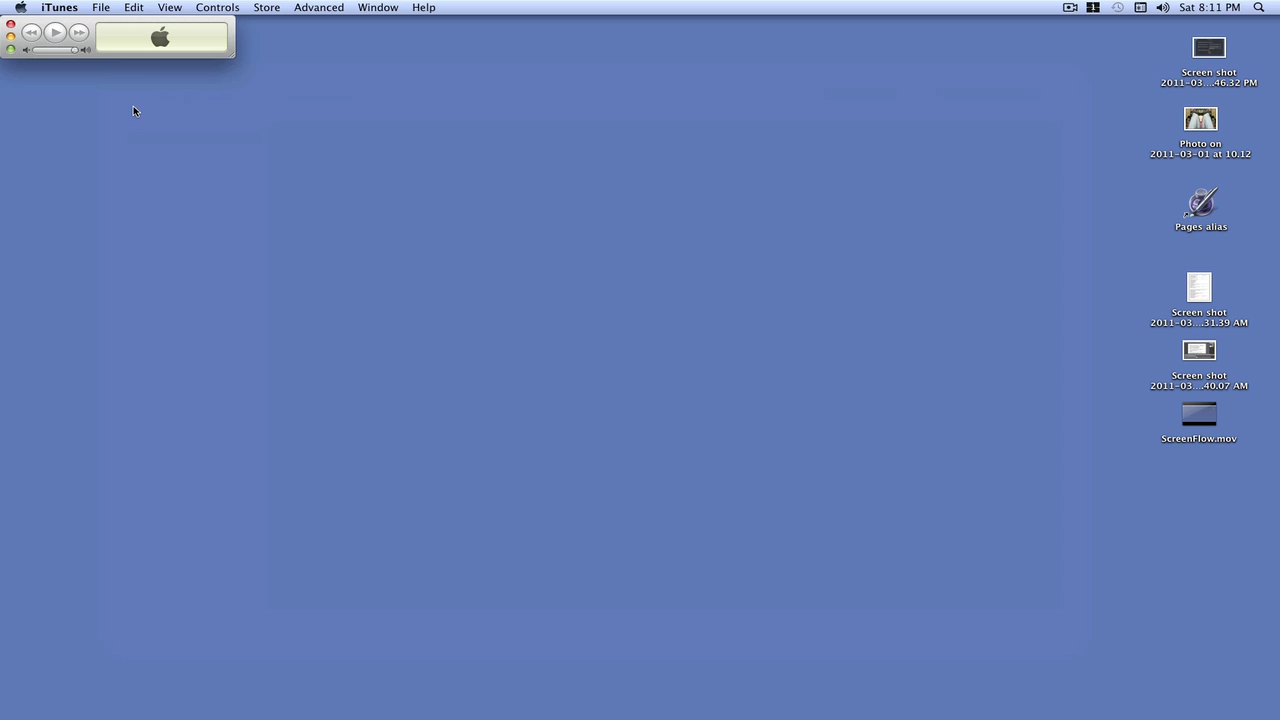 iTunes File Edit View Controls Store Advanced Window Help
Sat 8:11 PM
Screen shot
2011-03....46.32 PM
Photo on
2011-03-01 at 10.12
Pages alias
Screen shot
2011-03....31.39 AM
Screen shot
2011-03....40.07 AM
ScreenFlow.mov